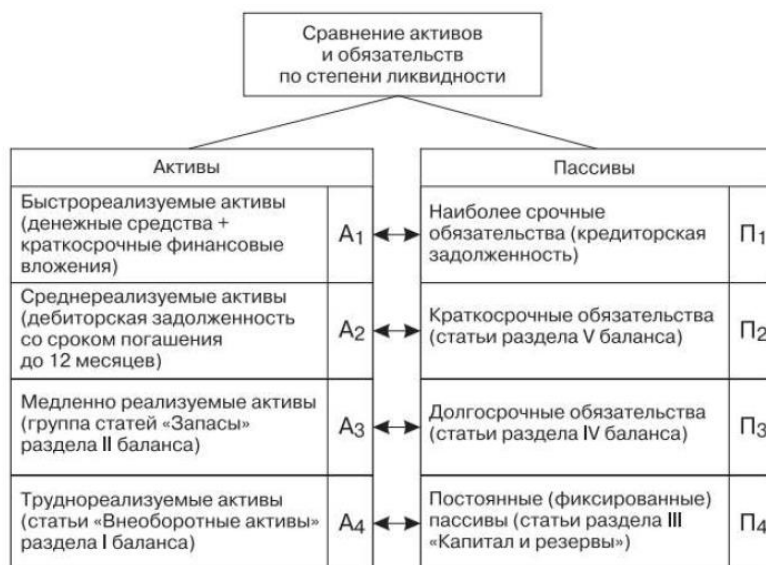 Сравнение активов
и обязательств
по степени ликвидности
Активы
Пассивы
Быстрореализуемые активы
(денежные средства +
краткосрочные финансовые
вложения)
А1
Наиболее срочные
обязательства (кредиторская
задолженность)
П1
Среднереализуемые активы
(дебиторская задолженность
со сроком погашения
до 12 месяцев)
А2
Краткосрочные обязательства
(статьи раздела V баланса)
П2
Медленно реализуемые активы
(группа статей «Запасы»
раздела II баланса)
А3
Долгосрочные обязательства
(статьи раздела IV баланса)
П3
Труднореализуемые активы
(статьи «Внеоборотные активы»
раздела I баланса)
А4
Постоянные (фиксированные)
пассивы (статьи раздела III
«Капитал и резервы»)
П4